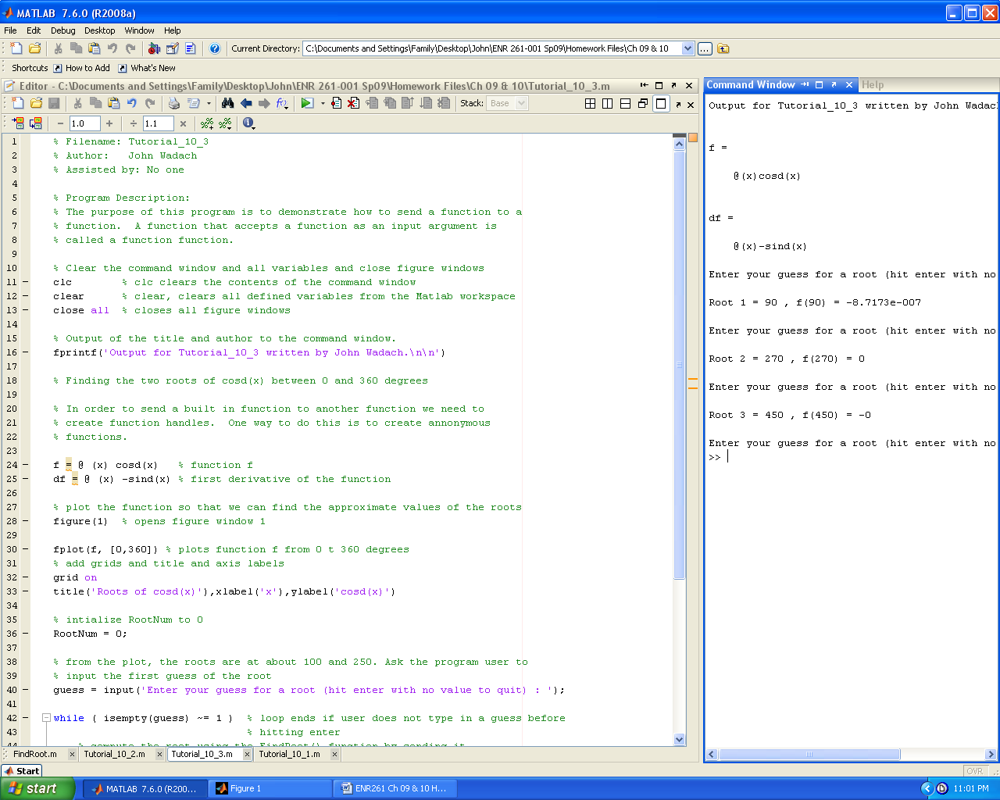 MATLAB 7.6.0 (R2008a)
File Edit Debug Desktop Window Help
Current Directory: C:\Documents and Settings\Family\Desktop\John\ENR 261-001 Sp09\Homework Files\Ch 09 & 10
Shortcuts How to Add What's New
Editor - C:\Documents and Settings\Family\Desktop\John\ENR 261-001 Sp09\Homework Files\Ch 09 & 10\Tutorial_10_3.m
Stack: Base
- 1.0 + ÷ 1.1 ×
1 % Filename: Tutorial_10_3
2 % Author:   John Wadach
3 % Assisted by: No one
4
5 % Program Description:
6 % The purpose of this program is to demonstrate how to send a function to a
7 % function.  A function that accepts a function as an input argument is
8 % called a function function.
9
10 % Clear the command window and all variables and close figure windows
11 - clc        % clc clears the contents of the command window
12 - clear      % clear, clears all defined variables from the Matlab workspace
13 - close all  % closes all figure windows
14
15 % Output of the title and author to the command window.
16 - fprintf('Output for Tutorial_10_3 written by John Wadach.\n\n')
17
18 % Finding the two roots of cosd(x) between 0 and 360 degrees
19
20 % In order to send a built in function to another function we need to
21 % create function handles.  One way to do this is to create annonymous
22 % functions.
23
24 - f = @ (x) cosd(x)   % function f
25 - df = @ (x) -sind(x) % first derivative of the function
26
27 % plot the function so that we can find the approximate values of the roots
28 - figure(1)  % opens figure window 1
29
30 - fplot(f, [0,360]) % plots function f from 0 t 360 degrees
31 % add grids and title and axis labels
32 - grid on
33 - title('Roots of cosd(x)'),xlabel('x'),ylabel('cosd(x)')
34
35 % intialize RootNum to 0
36 - RootNum = 0;
37
38 % from the plot, the roots are at about 100 and 250. Ask the program user to
39 % input the first guess of the root
40 - guess = input('Enter your guess for a root (hit enter with no value to quit) : ');
41
42 - while ( isempty(guess) ~= 1 )  % loop ends if user does not type in a guess before
43 % hitting enter
44 % compute the root using the FindRoot() function by sending it
FindRoot.m × Tutorial_10_2.m × Tutorial_10_3.m × Tutorial_10_1.m ×
Command Window Help
Output for Tutorial_10_3 written by John Wadac
f =
@(x)cosd(x)
df =
@(x)-sind(x)
Enter your guess for a root (hit enter with no
Root 1 = 90 , f(90) = -8.7173e-007
Enter your guess for a root (hit enter with no
Root 2 = 270 , f(270) = 0
Enter your guess for a root (hit enter with no
Root 3 = 450 , f(450) = -0
Enter your guess for a root (hit enter with no
>>
Start OVR
start MATLAB 7.6.0 (R200... Figure 1 ENR261 Ch 09 & 10 H... 11:01 PM